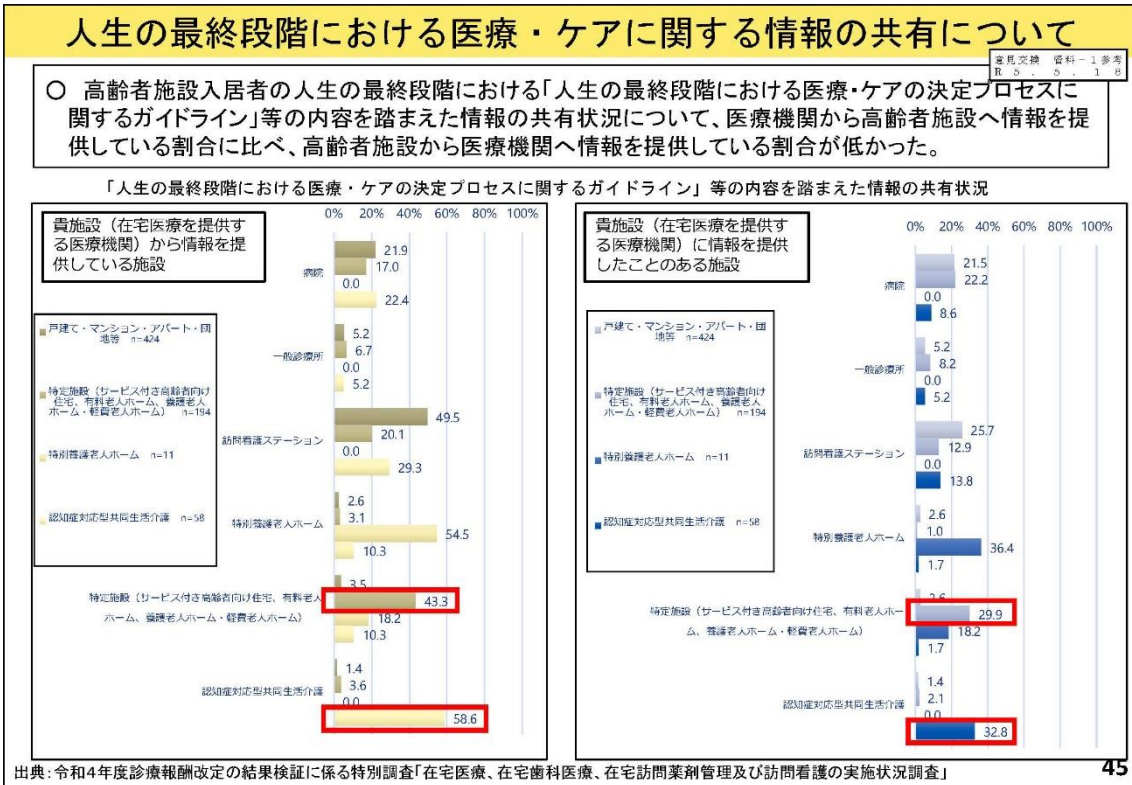 人生の最終段階における医療・ケアに関する情報の共有について
意見交換 資料-1参考
R 5 . 5 . 1 8
○ 高齢者施設入居者の人生の最終段階における「人生の最終段階における医療・ケアの決定プロセスに
関するガイドライン」等の内容を踏まえた情報の共有状況について、医療機関から高齢者施設へ情報を提
供している割合に比べ、高齢者施設から医療機関へ情報を提供している割合が低かった。
「人生の最終段階における医療・ケアの決定プロセスに関するガイドライン」等の内容を踏まえた情報の共有状況
貴施設(在宅医療を提供す
る医療機関)から情報を提
供している施設
0% 20% 40% 60% 80% 100%
病院
21.9
17.0
0.0
22.4
一般診療所
5.2
6.7
0.0
5.2
訪問看護ステーション
49.5
20.1
0.0
29.3
特別養護老人ホーム
2.6
3.1
54.5
10.3
特定施設(サービス付き高齢者向け住宅、有料老人
ホーム、養護老人ホーム・軽費老人ホーム)
3.5
43.3
18.2
10.3
認知症対応型共同生活介護
1.4
3.6
0.0
58.6
戸建て・マンション・アパート・団
地等 n=424
特定施設(サービス付き高齢者向け
住宅、有料老人ホーム、養護老人
ホーム・軽費老人ホーム) n=194
特別養護老人ホーム n=11
認知症対応型共同生活介護 n=58
貴施設(在宅医療を提供す
る医療機関)に情報を提供
したことのある施設
0% 20% 40% 60% 80% 100%
病院
21.5
22.2
0.0
8.6
一般診療所
5.2
8.2
0.0
5.2
訪問看護ステーション
25.7
12.9
0.0
13.8
特別養護老人ホーム
2.6
1.0
36.4
1.7
特定施設(サービス付き高齢者向け住宅、有料老人ホー
ム、養護老人ホーム・軽費老人ホーム)
2.6
29.9
18.2
1.7
認知症対応型共同生活介護
1.4
2.1
0.0
32.8
戸建て・マンション・アパート・団
地等 n=424
特定施設(サービス付き高齢者向け
住宅、有料老人ホーム、養護老人
ホーム・軽費老人ホーム) n=194
特別養護老人ホーム n=11
認知症対応型共同生活介護 n=58
出典:令和4年度診療報酬改定の結果検証に係る特別調査「在宅医療、在宅歯科医療、在宅訪問薬剤管理及び訪問看護の実施状況調査」
45